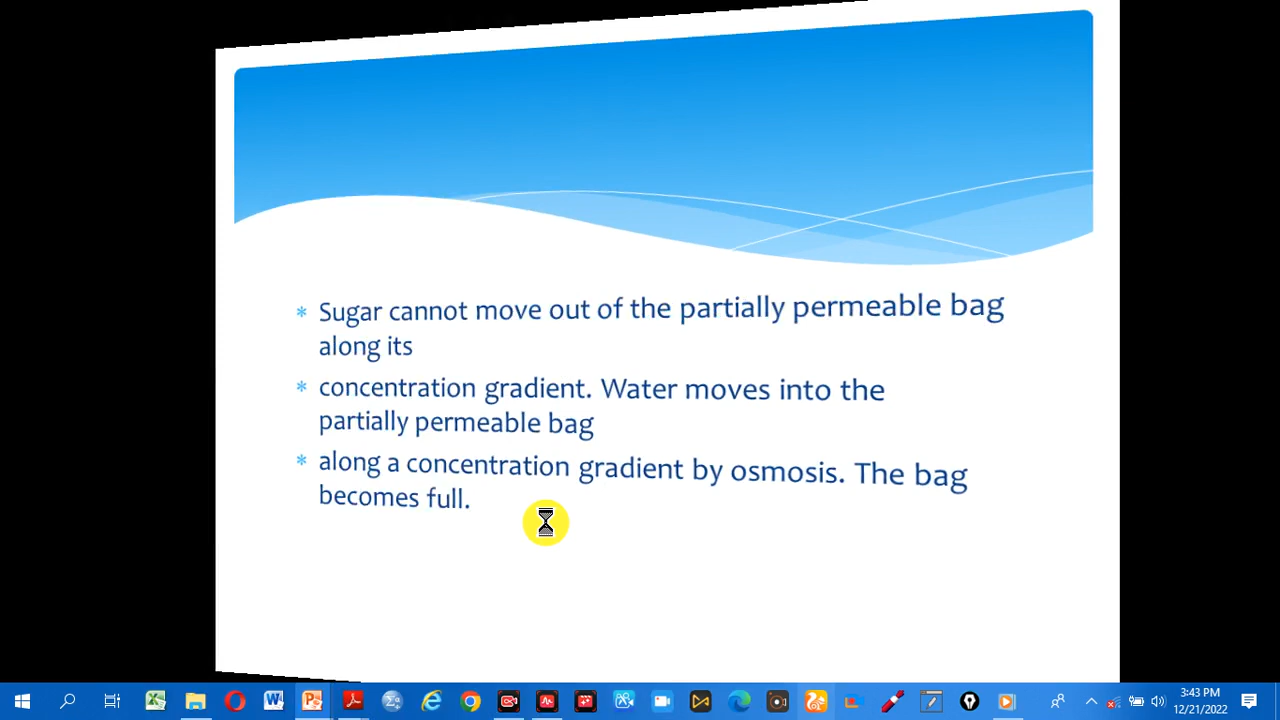 * Sugar cannot move out of the partially permeable bag
along its
* concentration gradient. Water moves into the
partially permeable bag
* along a concentration gradient by osmosis. The bag
becomes full.
3:43 PM
12/21/2022